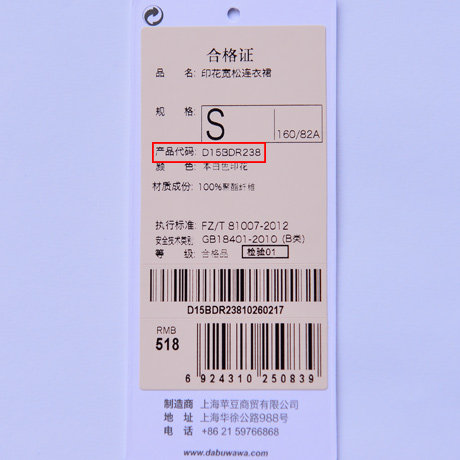 合格证
品 名: 印花宽松连衣裙
规 格: S 160/82A
产品代码: D15BDR238
颜 色: 本白色印花
材质成份: 100%聚酯纤维
执行标准: FZ/T 81007-2012
安全技术类别: GB18401-2010 (B类)
等 级: 合格品 检验01
D15BDR23810260217
RMB
518
6 924310 250839
制造商 上海苹豆商贸有限公司
地 址 上海华徐公路988号
电 话 +86 21 59766868
www.dabuwawa.com